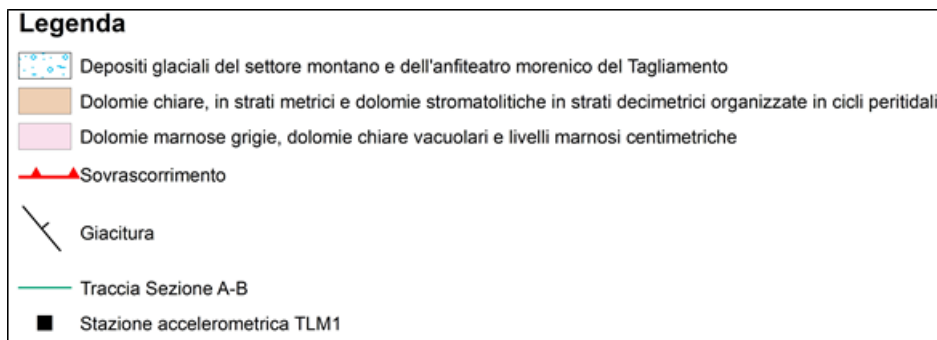 Legenda
Depositi glaciali del settore montano e dell'anfiteatro morenico del Tagliamento
Dolomie chiare, in strati metrici e dolomie stromatolitiche in strati decimetrici organizzate in cicli peritidali
Dolomie marnose grigie, dolomie chiare vacuolari e livelli marnosi centimetriche
Sovrascorrimento
Giacitura
Traccia Sezione A-B
Stazione accelerometrica TLM1